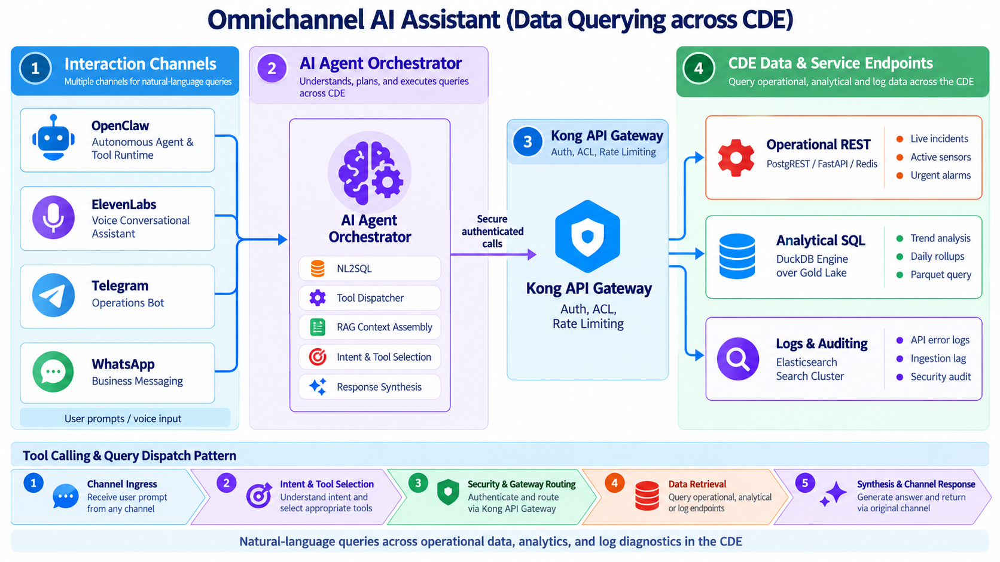 Omnichannel AI Assistant (Data Querying across CDE)
1
Interaction Channels
Multiple channels for natural-language queries
OpenClaw
Autonomous Agent &
Tool Runtime
ElevenLabs
Voice Conversational
Assistant
Telegram
Operations Bot
WhatsApp
Business Messaging
User prompts / voice input
2
AI Agent Orchestrator
Understands, plans, and executes queries
across CDE
AI Agent
Orchestrator
NL2SQL
Tool Dispatcher
RAG Context Assembly
Intent & Tool Selection
Response Synthesis
Secure
authenticated
calls
3
Kong API Gateway
Auth, ACL, Rate Limiting
Kong API Gateway
Auth, ACL,
Rate Limiting
4
CDE Data & Service Endpoints
Query operational, analytical and log data across the CDE
Operational REST
PostgREST / FastAPI / Redis
Live incidents
Active sensors
Urgent alarms
Analytical SQL
DuckDB Engine
over Gold Lake
Trend analysis
Daily rollups
Parquet query
Logs & Auditing
Elasticsearch
Search Cluster
API error logs
Ingestion lag
Security audit
Tool Calling & Query Dispatch Pattern
1
Channel Ingress
Receive user prompt
from any channel
2
Intent & Tool Selection
Understand intent and
select appropriate tools
3
Security & Gateway Routing
Authenticate and route
via Kong API Gateway
4
Data Retrieval
Query operational, analytical
or log endpoints
5
Synthesis & Channel Response
Generate answer and return
via original channel
Natural-language queries across operational data, analytics, and log diagnostics in the CDE